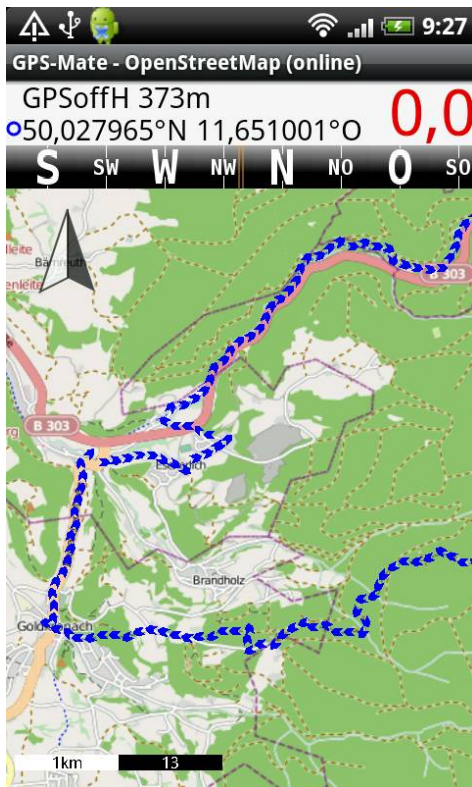 9:27
GPS-Mate - OpenStreetMap (online)
GPSoffH 373m
50,027965°N 11,651001°O
0,0
S SW W NW N NO O SO
B 303
B 303
Brandholz
1km 13